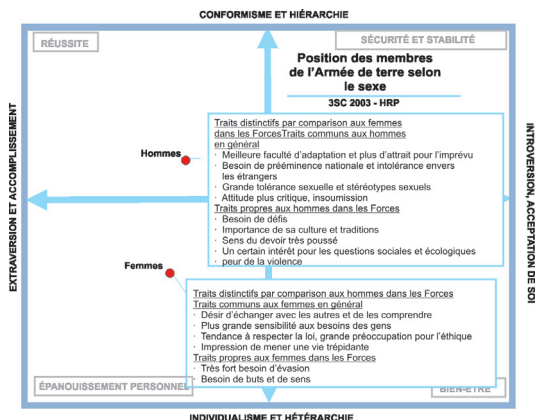 CONFORMISME ET HIÉRARCHIE
RÉUSSITE
SÉCURITÉ ET STABILITÉ
Position des membres
de l'Armée de terre selon
le sexe
3SC 2003 - HRP
EXTRAVERSION ET ACCOMPLISSEMENT
INTROVERSION, ACCEPTATION DE SOI
Hommes
Traits distinctifs par comparaison aux femmes
dans les ForcesTraits communs aux hommes
en général
· Meilleure faculté d'adaptation et plus d'attrait pour l'imprévu
· Besoin de prééminence nationale et intolérance envers
les étrangers
· Grande tolérance sexuelle et stéréotypes sexuels
· Attitude plus critique, insoumission
Traits propres aux hommes dans les Forces
· Besoin de défis
· Importance de sa culture et traditions
· Sens du devoir très poussé
· Un certain intérêt pour les questions sociales et écologiques
· peur de la violence
Femmes
Traits distinctifs par comparaison aux hommes dans les Forces
Traits communs aux femmes en général
· Désir d'échanger avec les autres et de les comprendre
· Plus grande sensibilité aux besoins des gens
· Tendance à respecter la loi, grande préoccupation pour l'éthique
· Impression de mener une vie trépidante
Traits propres aux femmes dans les Forces
· Très fort besoin d'évasion
· Besoin de buts et de sens
ÉPANOUISSEMENT PERSONNEL
BIEN-ÊTRE
INDIVIDUALISME ET HÉTÉRARCHIE